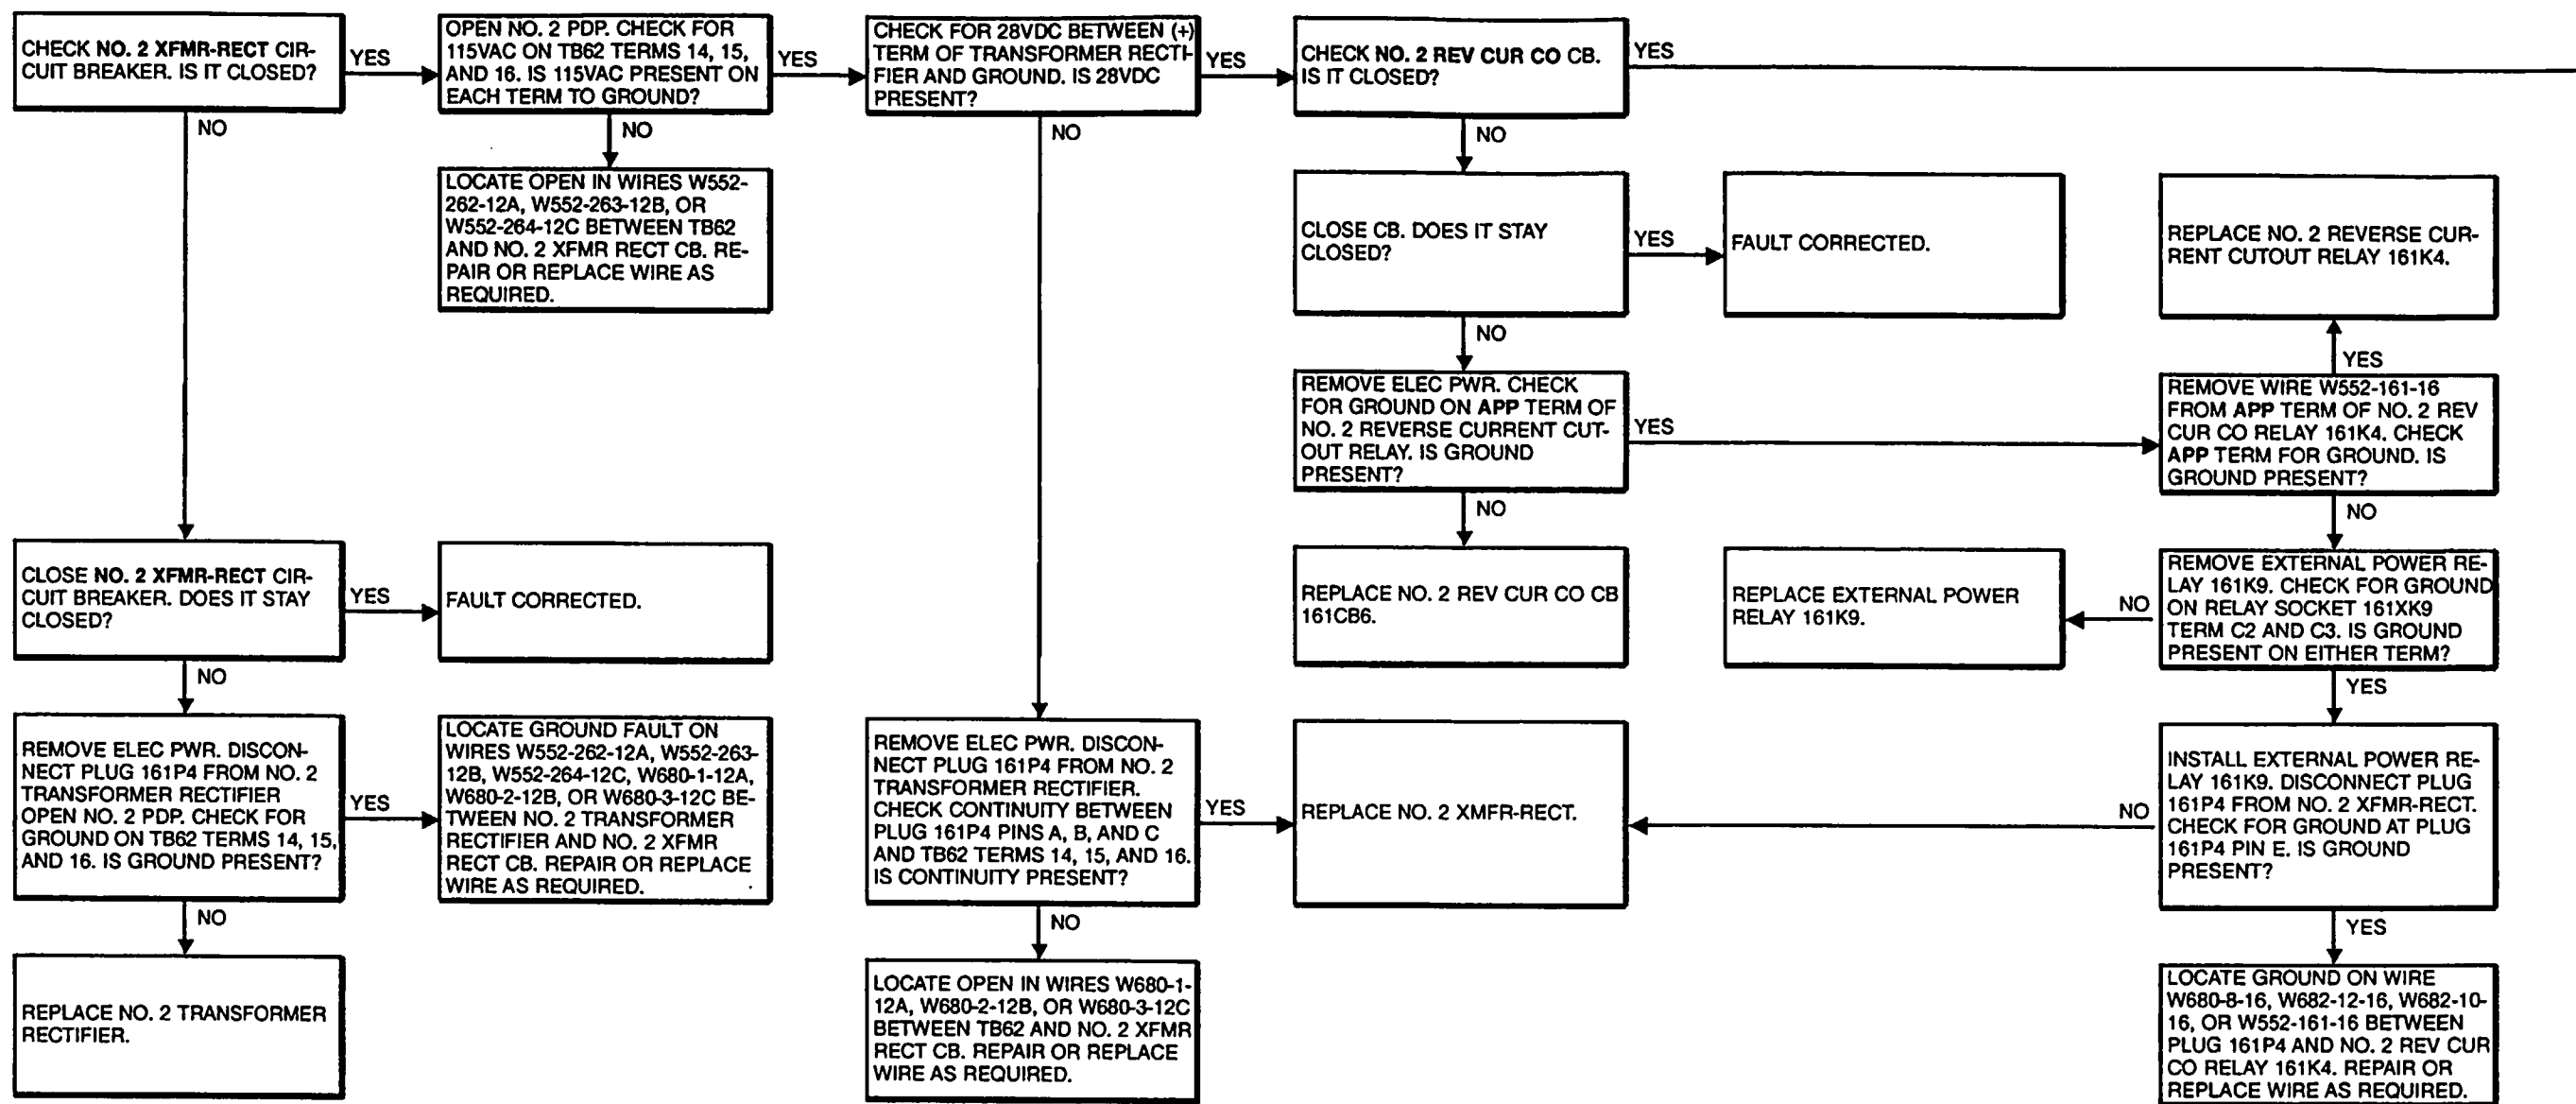 CHECK NO. 2 XFMR-RECT CIR-
CUIT BREAKER. IS IT CLOSED?
YES
NO
OPEN NO. 2 PDP. CHECK FOR
115VAC ON TB62 TERMS 14, 15,
AND 16. IS 115VAC PRESENT ON
EACH TERM TO GROUND?
YES
NO
CHECK FOR 28VDC BETWEEN (+)
TERM OF TRANSFORMER RECTI-
FIER AND GROUND. IS 28VDC
PRESENT?
YES
NO
CHECK NO. 2 REV CUR CO CB.
IS IT CLOSED?
YES
NO
LOCATE OPEN IN WIRES W552-
262-12A, W552-263-12B, OR
W552-264-12C BETWEEN TB62
AND NO. 2 XFMR RECT CB. RE-
PAIR OR REPLACE WIRE AS
REQUIRED.
CLOSE CB. DOES IT STAY
CLOSED?
YES
NO
FAULT CORRECTED.
REPLACE NO. 2 REVERSE CUR-
RENT CUTOUT RELAY 161K4.
YES
REMOVE ELEC PWR. CHECK
FOR GROUND ON APP TERM OF
NO. 2 REVERSE CURRENT CUT-
OUT RELAY. IS GROUND
PRESENT?
YES
NO
REMOVE WIRE W552-161-16
FROM APP TERM OF NO. 2 REV
CUR CO RELAY 161K4. CHECK
APP TERM FOR GROUND. IS
GROUND PRESENT?
NO
CLOSE NO. 2 XFMR-RECT CIR-
CUIT BREAKER. DOES IT STAY
CLOSED?
YES
NO
FAULT CORRECTED.
REPLACE NO. 2 REV CUR CO CB
161CB6.
REPLACE EXTERNAL POWER
RELAY 161K9.
NO
REMOVE EXTERNAL POWER RE-
LAY 161K9. CHECK FOR GROUND
ON RELAY SOCKET 161XK9
TERM C2 AND C3. IS GROUND
PRESENT ON EITHER TERM?
YES
REMOVE ELEC PWR. DISCON-
NECT PLUG 161P4 FROM NO. 2
TRANSFORMER RECTIFIER
OPEN NO. 2 PDP. CHECK FOR
GROUND ON TB62 TERMS 14, 15,
AND 16. IS GROUND PRESENT?
YES
NO
LOCATE GROUND FAULT ON
WIRES W552-262-12A, W552-263-
12B, W552-264-12C, W680-1-12A,
W680-2-12B, OR W680-3-12C BE-
TWEEN NO. 2 TRANSFORMER
RECTIFIER AND NO. 2 XFMR
RECT CB. REPAIR OR REPLACE
WIRE AS REQUIRED.
REMOVE ELEC PWR. DISCON-
NECT PLUG 161P4 FROM NO. 2
TRANSFORMER RECTIFIER.
CHECK CONTINUITY BETWEEN
PLUG 161P4 PINS A, B, AND C
AND TB62 TERMS 14, 15, AND 16.
IS CONTINUITY PRESENT?
YES
NO
REPLACE NO. 2 XMFR-RECT.
NO
INSTALL EXTERNAL POWER RE-
LAY 161K9. DISCONNECT PLUG
161P4 FROM NO. 2 XFMR-RECT.
CHECK FOR GROUND AT PLUG
161P4 PIN E. IS GROUND
PRESENT?
YES
REPLACE NO. 2 TRANSFORMER
RECTIFIER.
LOCATE OPEN IN WIRES W680-1-
12A, W680-2-12B, OR W680-3-12C
BETWEEN TB62 AND NO. 2 XFMR
RECT CB. REPAIR OR REPLACE
WIRE AS REQUIRED.
LOCATE GROUND ON WIRE
W680-8-16, W682-12-16, W682-10-
16, OR W552-161-16 BETWEEN
PLUG 161P4 AND NO. 2 REV CUR
CO RELAY 161K4. REPAIR OR
REPLACE WIRE AS REQUIRED.